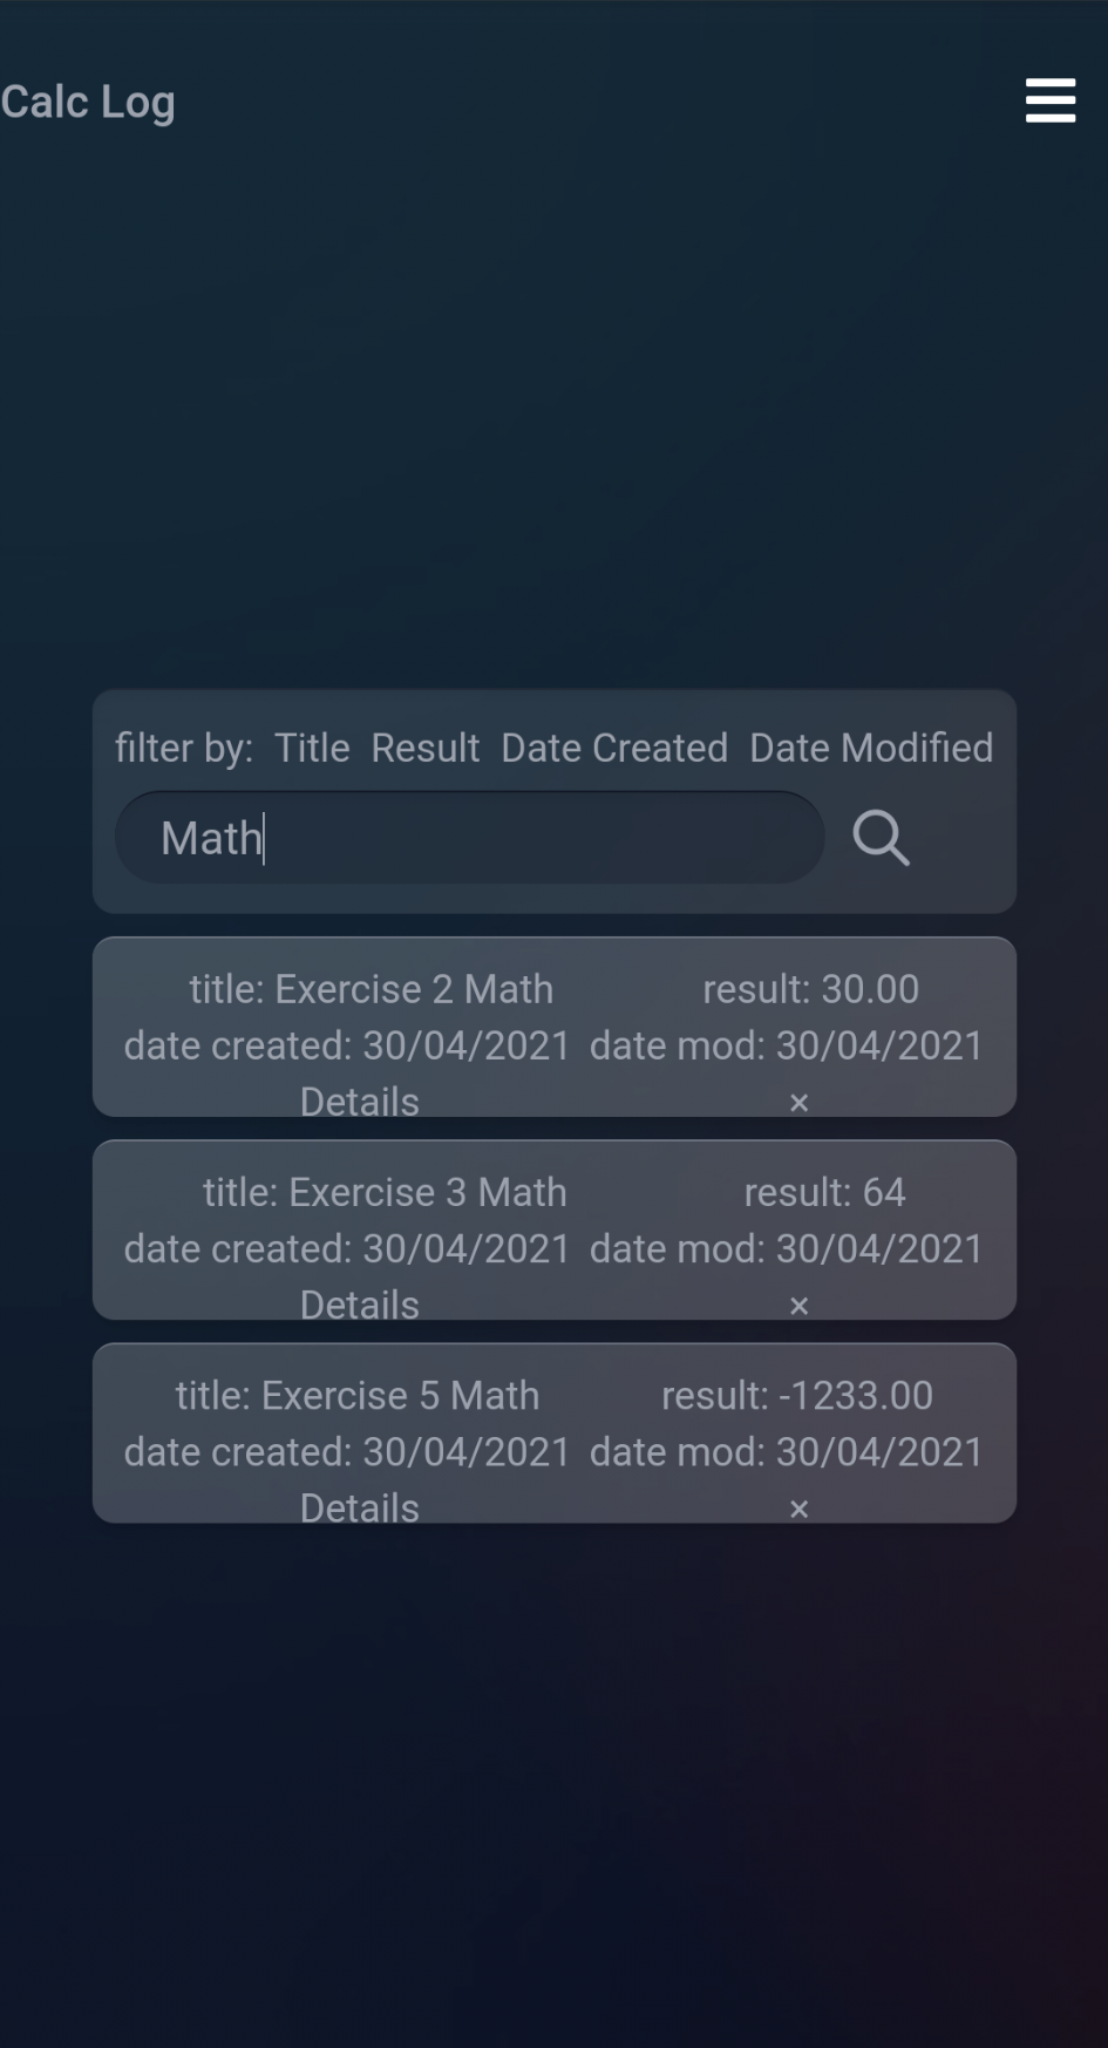 Calc Log
filter by: Title Result Date Created Date Modified
Math
title: Exercise 2 Math result: 30.00
date created: 30/04/2021 date mod: 30/04/2021
Details ×
title: Exercise 3 Math result: 64
date created: 30/04/2021 date mod: 30/04/2021
Details ×
title: Exercise 5 Math result: -1233.00
date created: 30/04/2021 date mod: 30/04/2021
Details ×